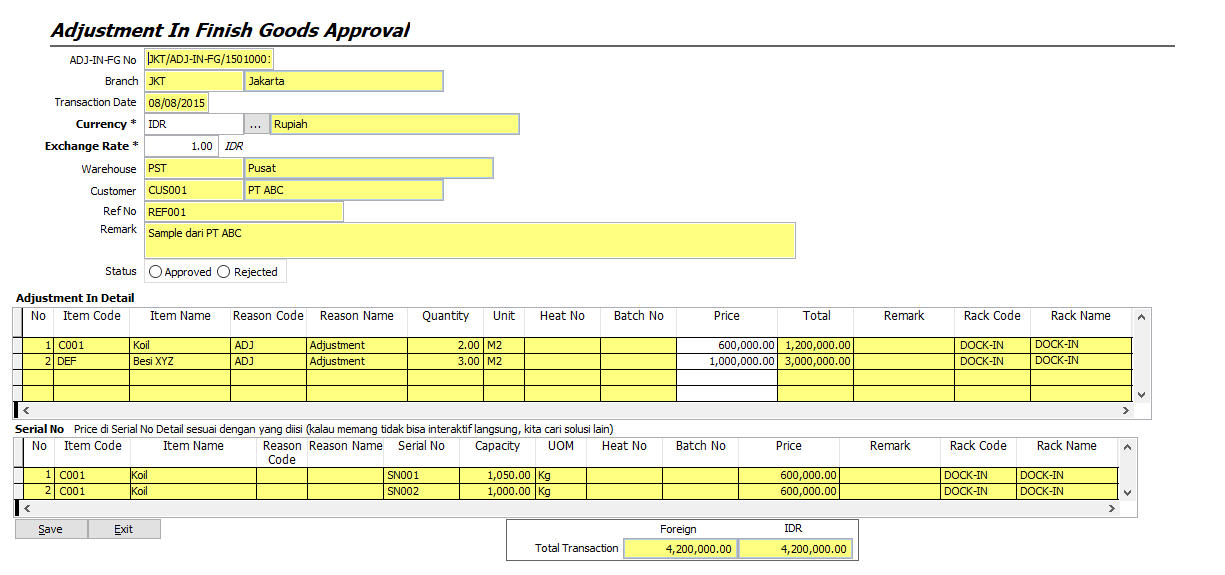 Adjustment In Finish Goods Approval
ADJ-IN-FG No JKT/ADJ-IN-FG/1501000
Branch JKT Jakarta
Transaction Date 08/08/2015
Currency * IDR ... Rupiah
Exchange Rate * 1.00 IDR
Warehouse PST Pusat
Customer CUS001 PT ABC
Ref No REF001
Remark Sample dari PT ABC
Status Approved Rejected
Adjustment In Detail
No Item Code Item Name Reason Code Reason Name Quantity Unit Heat No Batch No Price Total Remark Rack Code Rack Name
1 C001 Koil ADJ Adjustment 2.00 M2 600,000.00 1,200,000.00 DOCK-IN DOCK-IN
2 DEF Besi XYZ ADJ Adjustment 3.00 M2 1,000,000.00 3,000,000.00 DOCK-IN DOCK-IN
Serial No Price di Serial No Detail sesuai dengan yang diisi (kalau memang tidak bisa interaktif langsung, kita cari solusi lain)
No Item Code Item Name Reason Code Reason Name Serial No Capacity UOM Heat No Batch No Price Remark Rack Code Rack Name
1 C001 Koil SN001 1,050.00 Kg 600,000.00 DOCK-IN DOCK-IN
2 C001 Koil SN002 1,000.00 Kg 600,000.00 DOCK-IN DOCK-IN
Save Exit
Foreign IDR
Total Transaction 4,200,000.00 4,200,000.00